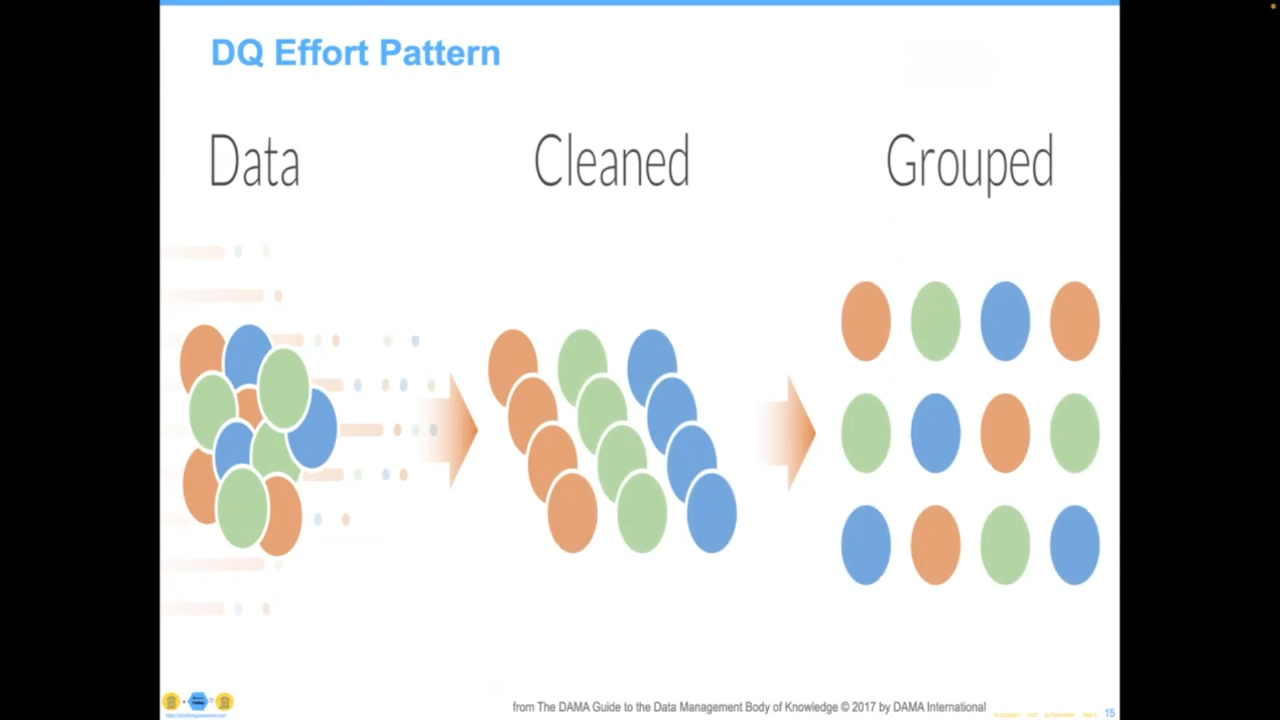 DQ Effort Pattern
Data
Cleaned
Grouped
from The DAMA Guide to the Data Management Body of Knowledge © 2017 by DAMA International
15